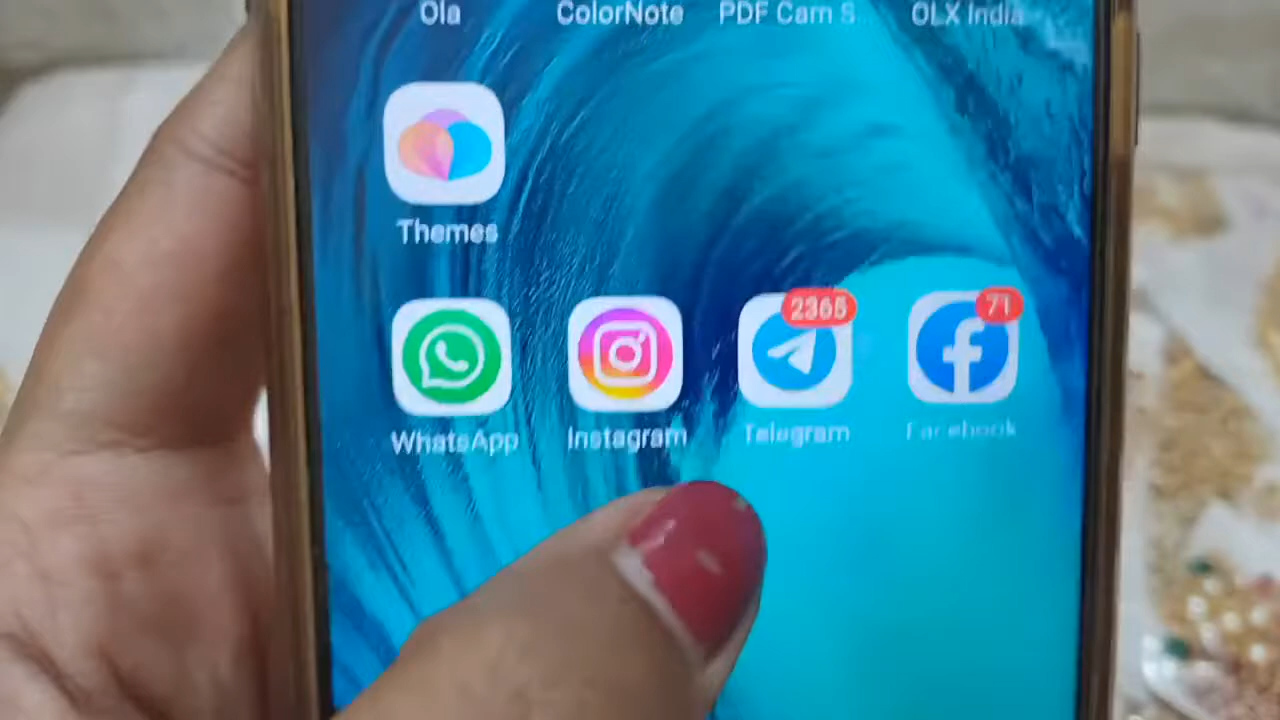 Ola ColorNote PDF Cam S... OLX India
Themes
2365 71
WhatsApp Instagram Telegram Facebook